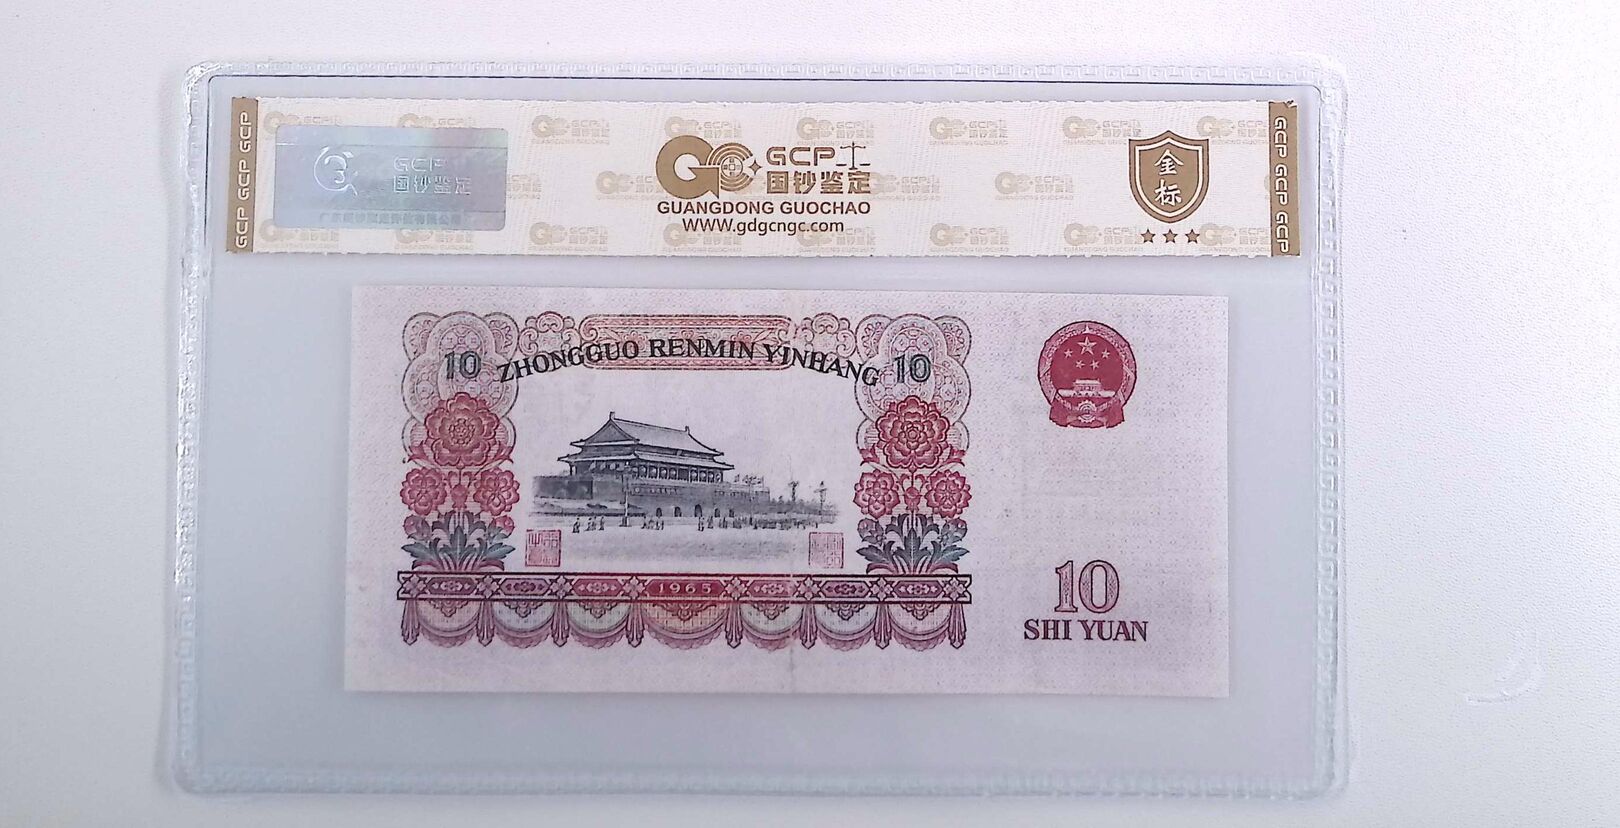 GCP GCP GCP
GCP
国钞鉴定
GCP
国钞鉴定
GUANGDONG GUOCHAO
WWW.gdgcngc.com
金标
GCP GCP GCP
10 ZHONGGUO RENMIN YINHANG 10
1965
10
SHI YUAN